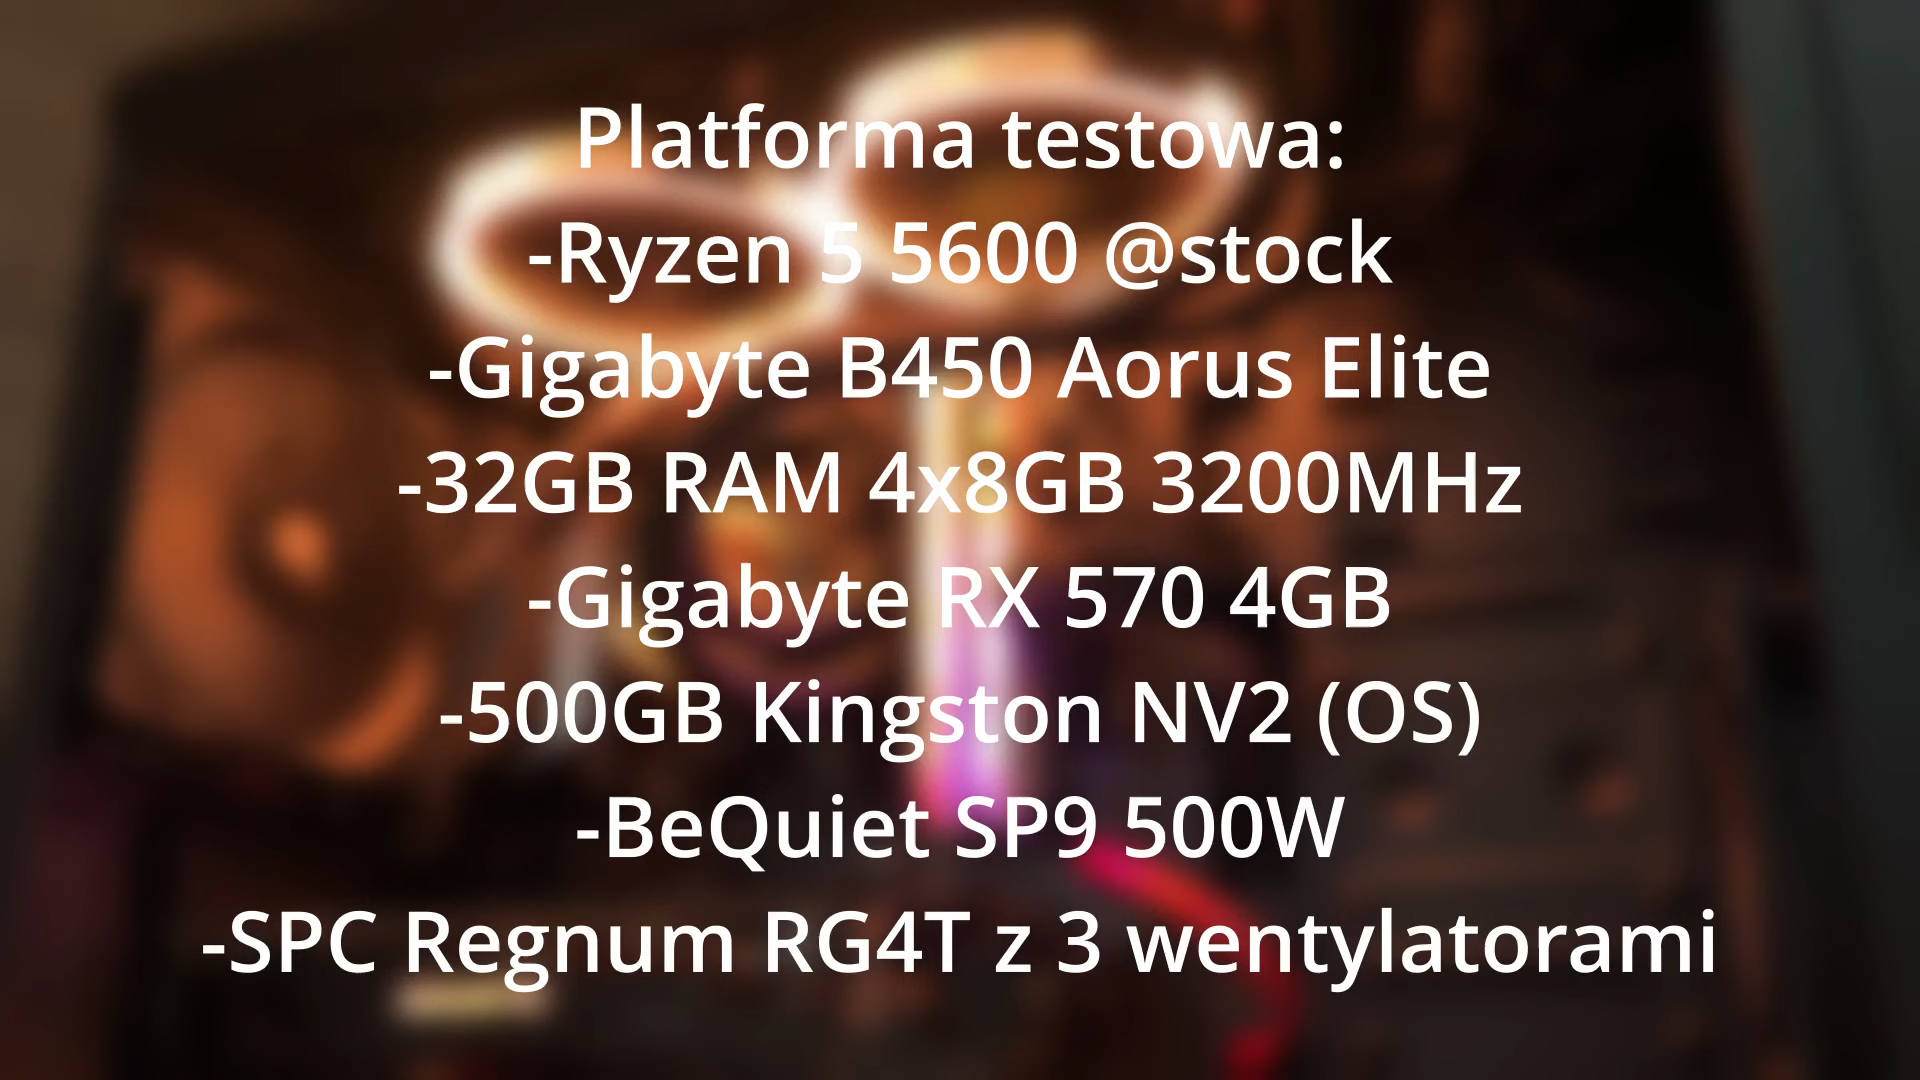 Platforma testowa:
-Ryzen 5 5600 @stock
-Gigabyte B450 Aorus Elite
-32GB RAM 4x8GB 3200MHz
-Gigabyte RX 570 4GB
-500GB Kingston NV2 (OS)
-BeQuiet SP9 500W
-SPC Regnum RG4T z 3 wentylatorami